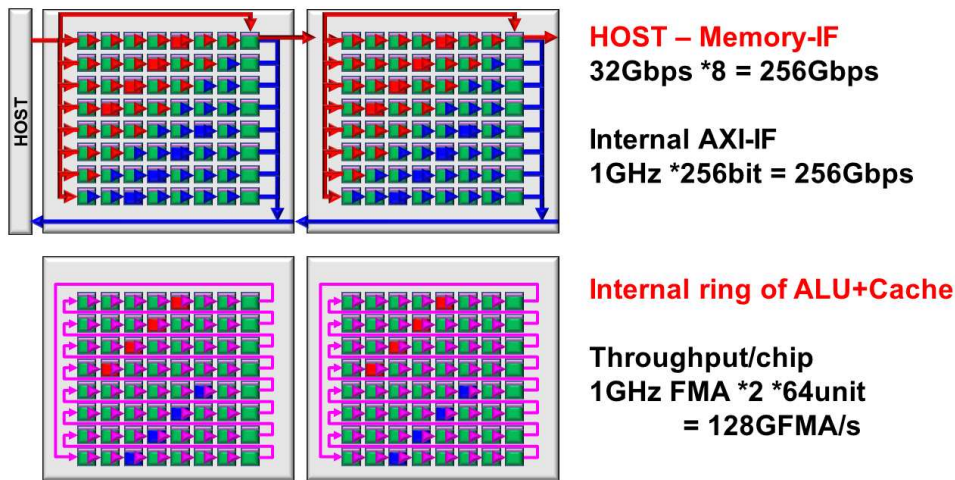 HOST
HOST – Memory-IF
32Gbps *8 = 256Gbps
Internal AXI-IF
1GHz *256bit = 256Gbps
Internal ring of ALU+Cache
Throughput/chip
1GHz FMA *2 *64unit
= 128GFMA/s